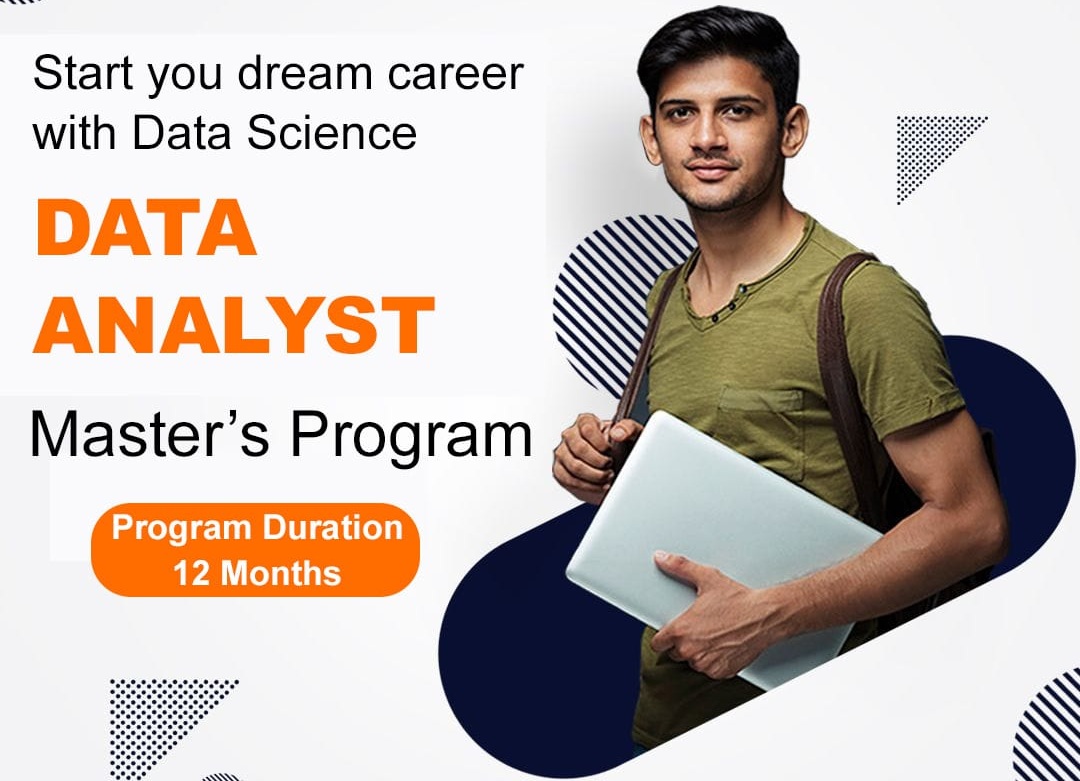 Start you dream career
with Data Science
DATA
ANALYST
Master’s Program
Program Duration
12 Months